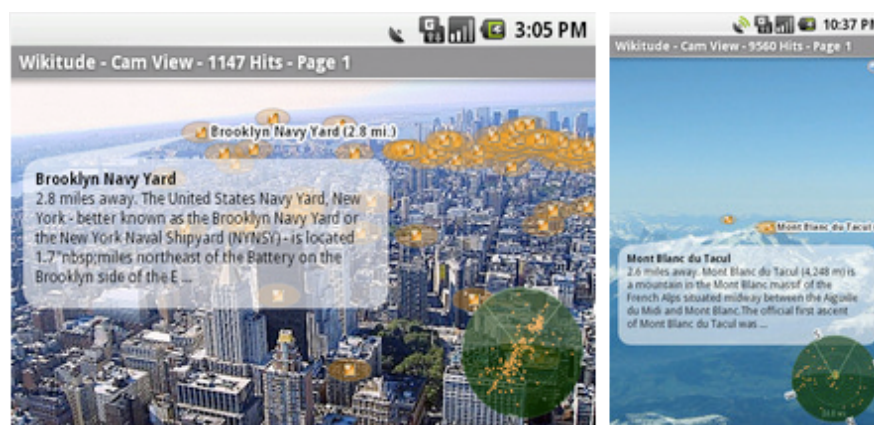 3:05 PM
Wikitude - Cam View - 1147 Hits - Page 1
Brooklyn Navy Yard (2.8 mi.)
Brooklyn Navy Yard
2.8 miles away. The United States Navy Yard, New
York - better known as the Brooklyn Navy Yard or
the New York Naval Shipyard (NYNSY) - is located
1.7"nbsp;miles northeast of the Battery on the
Brooklyn side of the E ...
10:37 PM
Wikitude - Cam View - 9560 Hits - Page 1
Mont Blanc du Tacul
Mont Blanc du Tacul
2.6 miles away. Mont Blanc du Tacul (4,248 m) is
a mountain in the Mont Blanc massif of the
French Alps situated midway between the Aiguille
du Midi and Mont Blanc. The official first ascent
of Mont Blanc du Tacul was ...